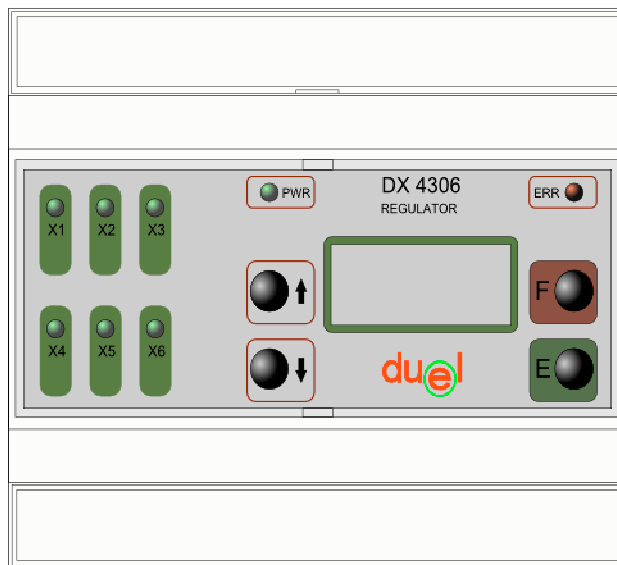 PWR
DX 4306
REGULATOR
ERR
X1 X2 X3
F
X4 X5 X6
duel
E